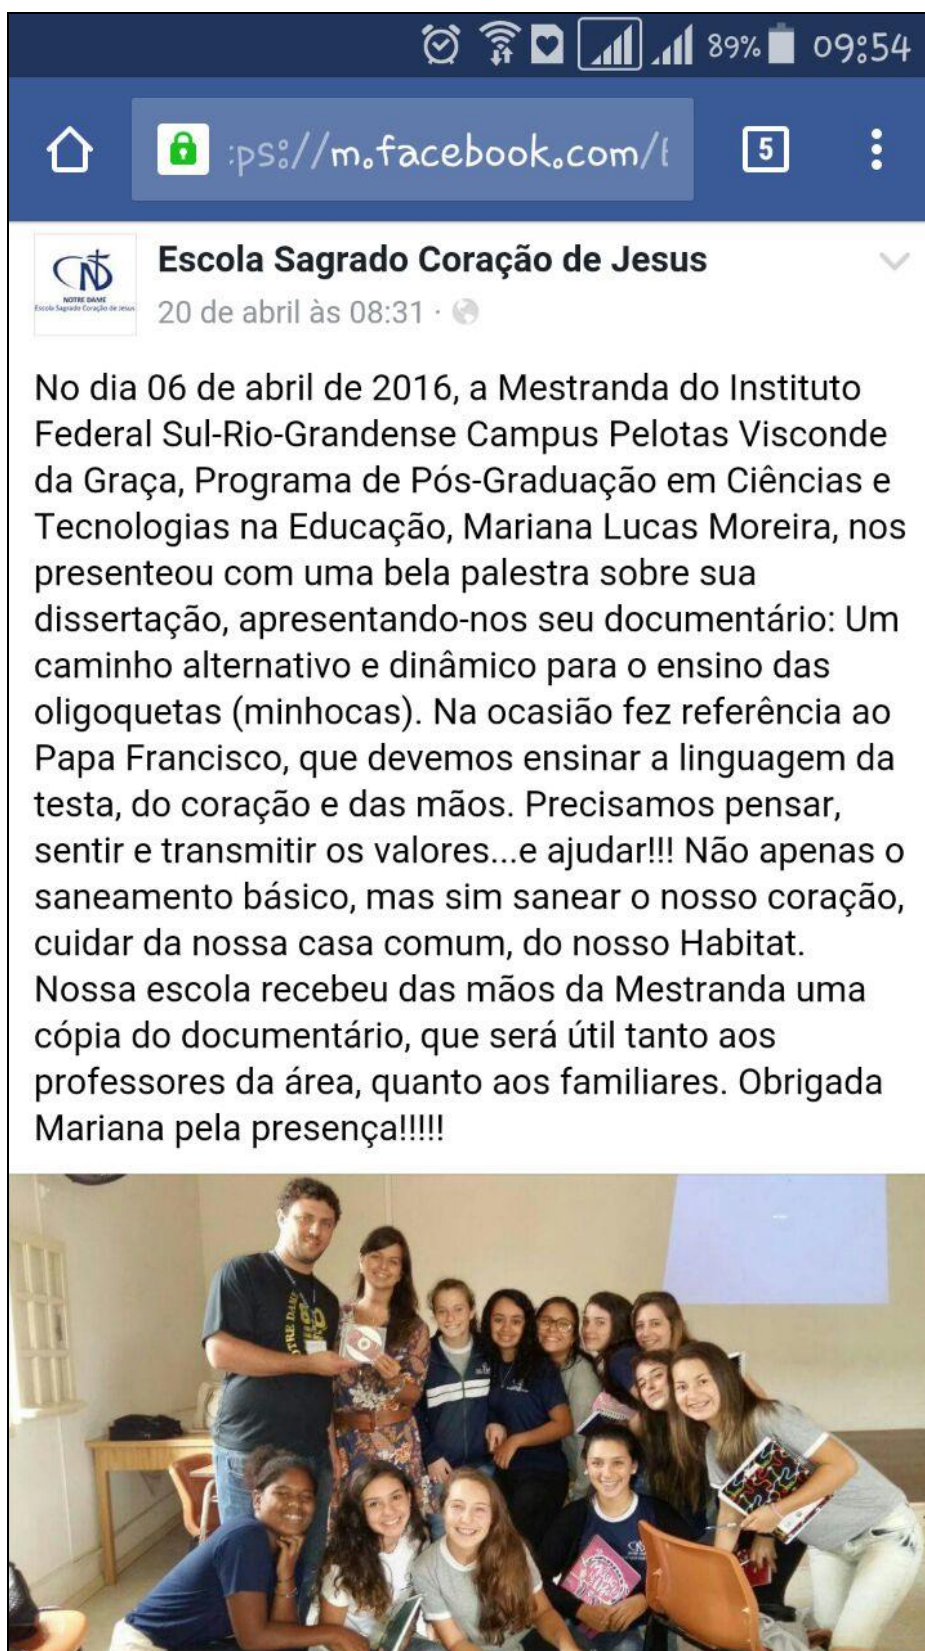 89% 09:54
:ps://m.facebook.com/ 5
Escola Sagrado Coração de Jesus
NOTRE DAME
Escola Sagrado Coração de Jesus
20 de abril às 08:31 ·
No dia 06 de abril de 2016, a Mestranda do Instituto
Federal Sul-Rio-Grandense Campus Pelotas Visconde
da Graça, Programa de Pós-Graduação em Ciências e
Tecnologias na Educação, Mariana Lucas Moreira, nos
presenteou com uma bela palestra sobre sua
dissertação, apresentando-nos seu documentário: Um
caminho alternativo e dinâmico para o ensino das
oligoquetas (minhocas). Na ocasião fez referência ao
Papa Francisco, que devemos ensinar a linguagem da
testa, do coração e das mãos. Precisamos pensar,
sentir e transmitir os valores...e ajudar!!! Não apenas o
saneamento básico, mas sim sanear o nosso coração,
cuidar da nossa casa comum, do nosso Habitat.
Nossa escola recebeu das mãos da Mestranda uma
cópia do documentário, que será útil tanto aos
professores da área, quanto aos familiares. Obrigada
Mariana pela presença!!!!!